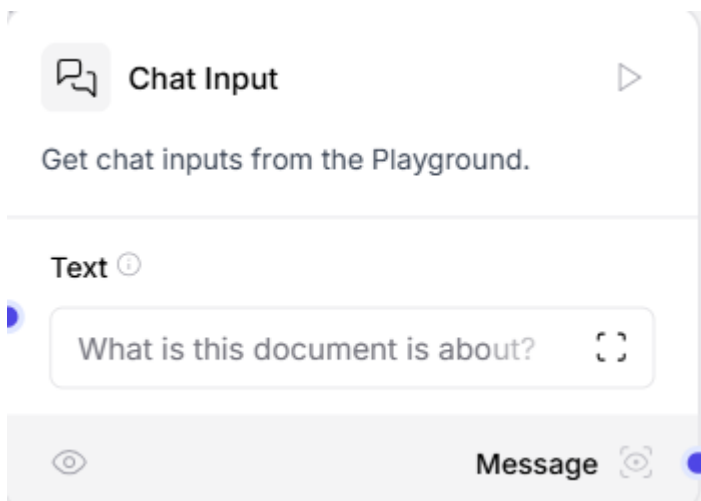 Chat Input
Get chat inputs from the Playground.
Text
What is this document is about?
Message